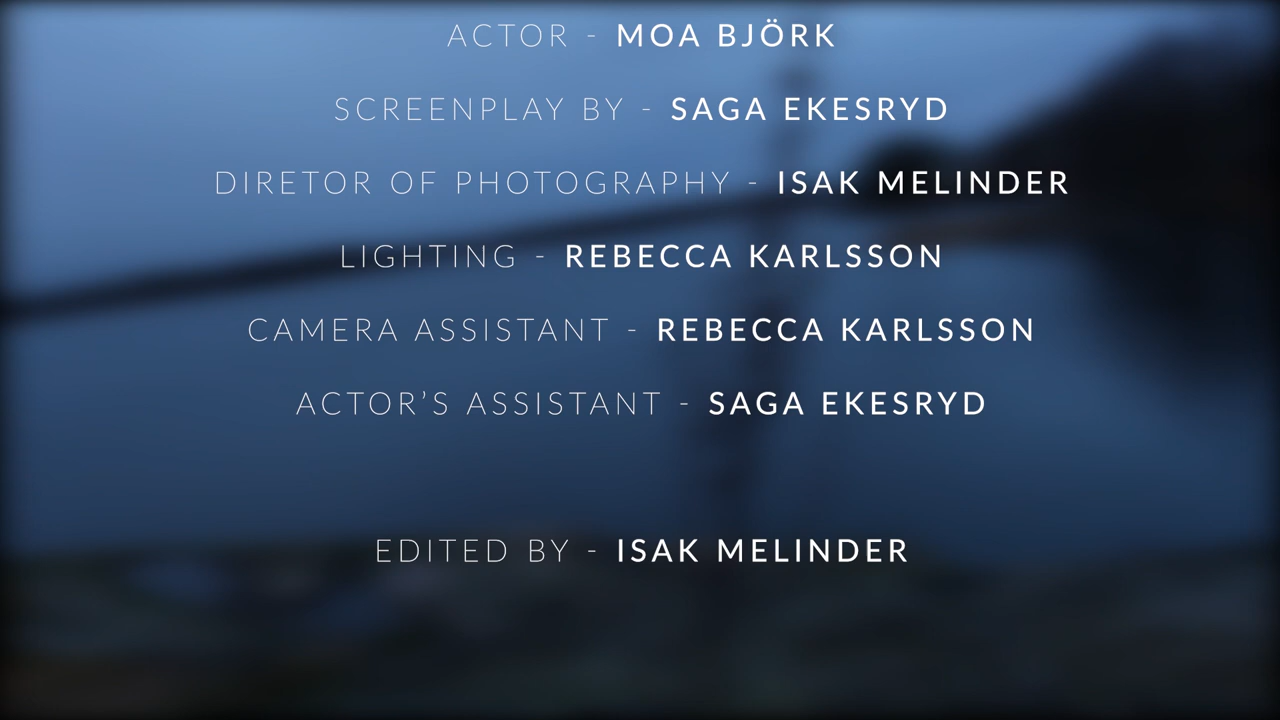 ACTOR - MOA BJÖRK
SCREENPLAY BY - SAGA EKESRYD
DIRETOR OF PHOTOGRAPHY - ISAK MELINDER
LIGHTING - REBECCA KARLSSON
CAMERA ASSISTANT - REBECCA KARLSSON
ACTOR’S ASSISTANT - SAGA EKESRYD
EDITED BY - ISAK MELINDER